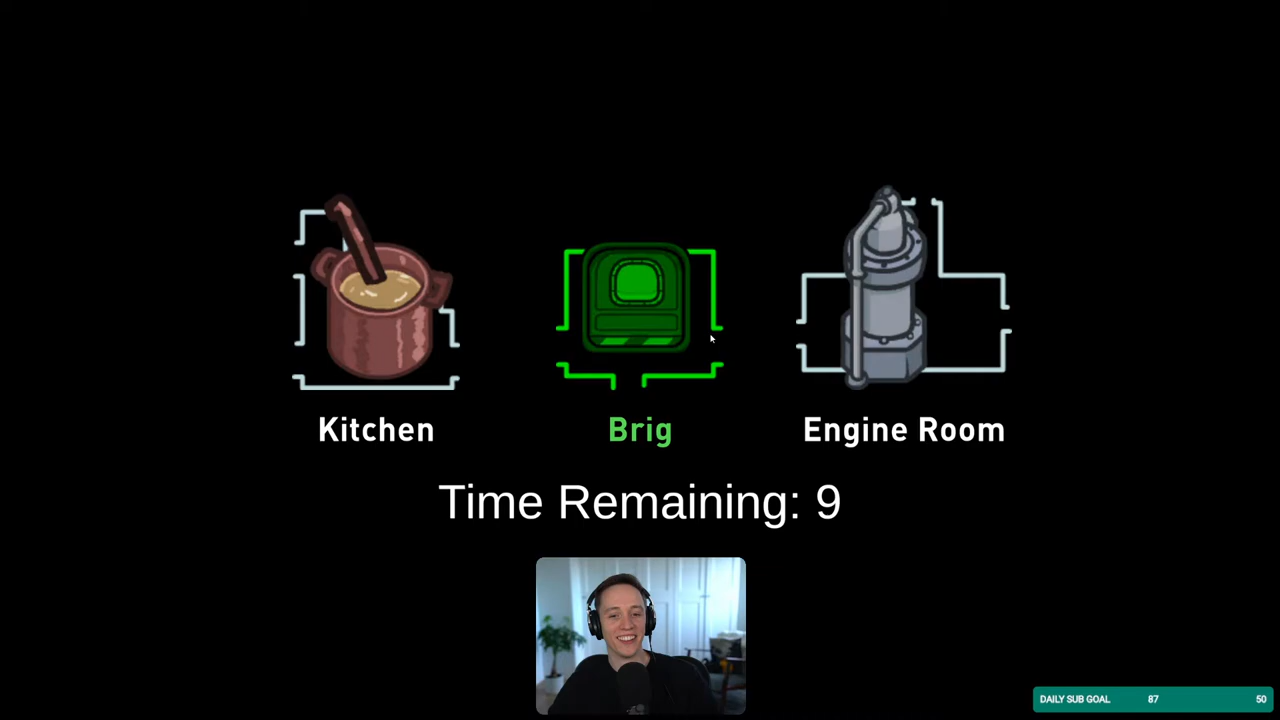 Kitchen
Brig
Engine Room
Time Remaining: 9
DAILY SUB GOAL 87 50